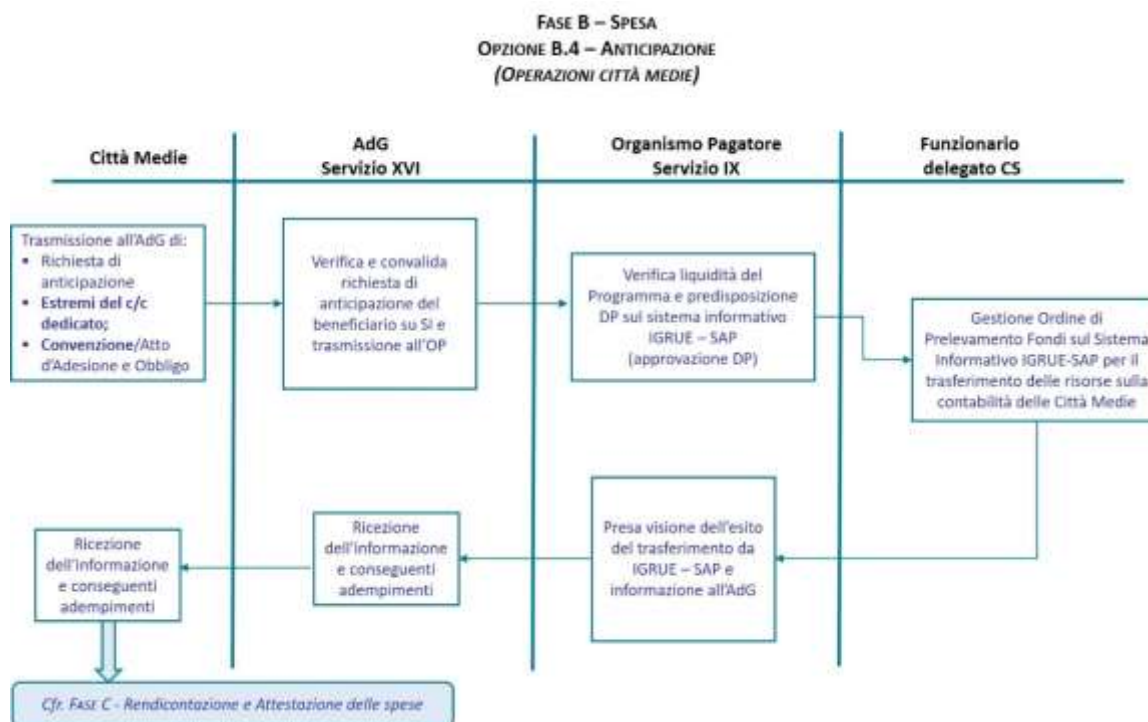 FASE B – SPESA
OPZIONE B.4 – ANTICIPAZIONE
(OPERAZIONI CITTÀ MEDIE)
Città Medie
AdG
Servizio XVI
Organismo Pagatore
Servizio IX
Funzionario
delegato CS
Trasmissione all'AdG di:
▪ Richiesta di
anticipazione
▪ Estremi del c/c
dedicato;
▪ Convenzione/Atto
d'Adesione e Obbligo
Verifica e convalida
richiesta di
anticipazione del
beneficiario su SI e
trasmissione all'OP
Verifica liquidità del
Programma e predisposizione
DP sul sistema informativo
IGRUE – SAP
(approvazione DP)
Gestione Ordine di
Prelevamento Fondi sul Sistema
Informativo IGRUE-SAP per il
trasferimento delle risorse sulla
contabilità delle Città Medie
Ricezione
dell'informazione
e conseguenti
adempimenti
Ricezione
dell'informazione
e conseguenti
adempimenti
Presa visione dell'esito
del trasferimento da
IGRUE – SAP e
informazione all'AdG
Cfr. FASE C - Rendicontazione e Attestazione delle spese